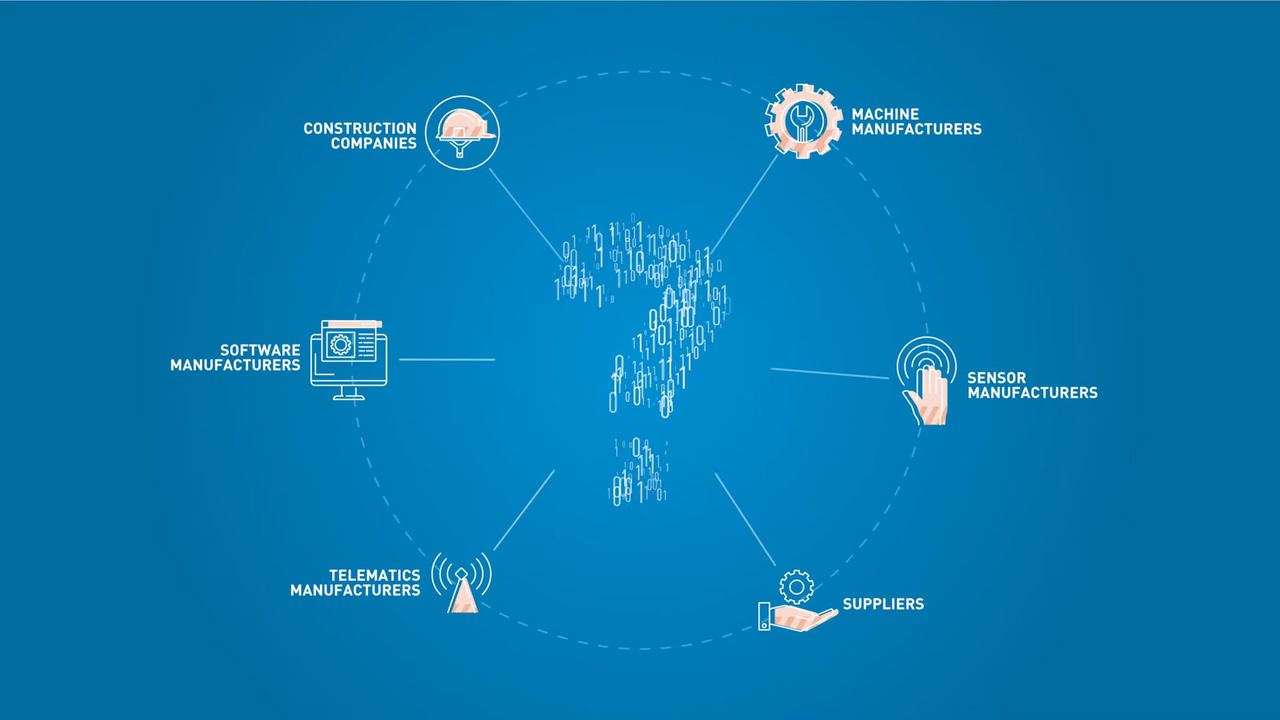 CONSTRUCTION
COMPANIES
MACHINE
MANUFACTURERS
SOFTWARE
MANUFACTURERS
SENSOR
MANUFACTURERS
TELEMATICS
MANUFACTURERS
SUPPLIERS